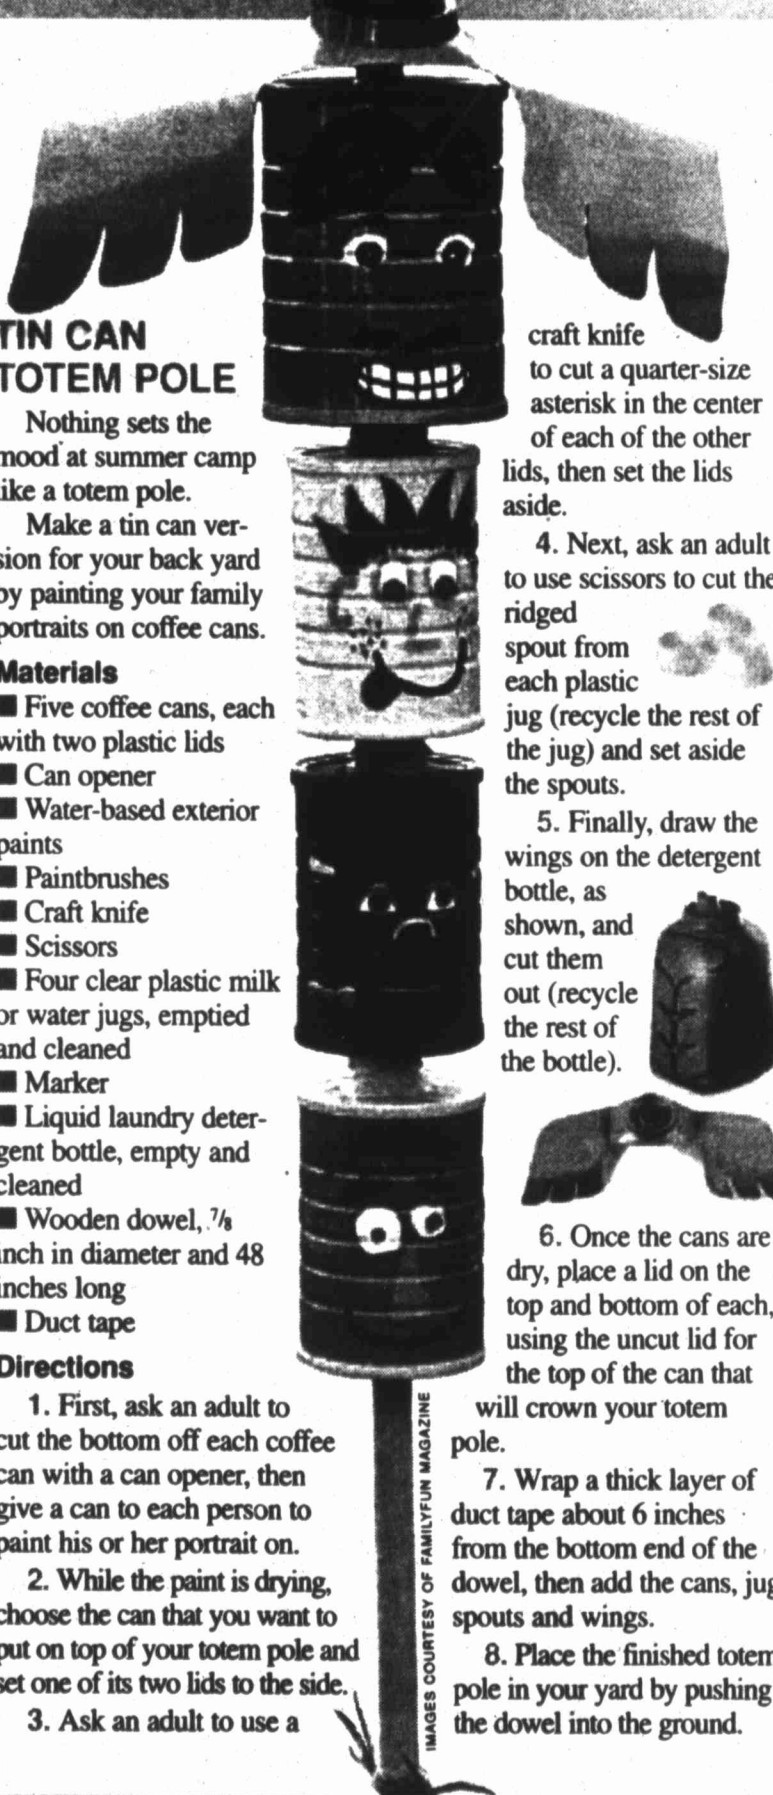 TIN CAN
TOTEM POLE
Nothing sets the
mood at summer camp
like a totem pole.
Make a tin can ver-
sion for your back yard
by painting your family
portraits on coffee cans.
Materials
■ Five coffee cans, each
with two plastic lids
■ Can opener
■ Water-based exterior
paints
■ Paintbrushes
■ Craft knife
■ Scissors
■ Four clear plastic milk
or water jugs, emptied
and cleaned
■ Marker
■ Liquid laundry deter-
gent bottle, empty and
cleaned
■ Wooden dowel, 7/8
inch in diameter and 48
inches long
■ Duct tape
Directions
1. First, ask an adult to
cut the bottom off each coffee
can with a can opener, then
give a can to each person to
paint his or her portrait on.
2. While the paint is drying,
choose the can that you want to
put on top of your totem pole and
set one of its two lids to the side.
3. Ask an adult to use a
craft knife
to cut a quarter-size
asterisk in the center
of each of the other
lids, then set the lids
aside.
4. Next, ask an adult
to use scissors to cut the
ridged
spout from
each plastic
jug (recycle the rest of
the jug) and set aside
the spouts.
5. Finally, draw the
wings on the detergent
bottle, as
shown, and
cut them
out (recycle
the rest of
the bottle).
6. Once the cans are
dry, place a lid on the
top and bottom of each,
using the uncut lid for
the top of the can that
will crown your totem
pole.
7. Wrap a thick layer of
duct tape about 6 inches
from the bottom end of the
dowel, then add the cans, jug
spouts and wings.
8. Place the finished totem
pole in your yard by pushing
the dowel into the ground.
IMAGES COURTESY OF FAMILYFUN MAGAZINE